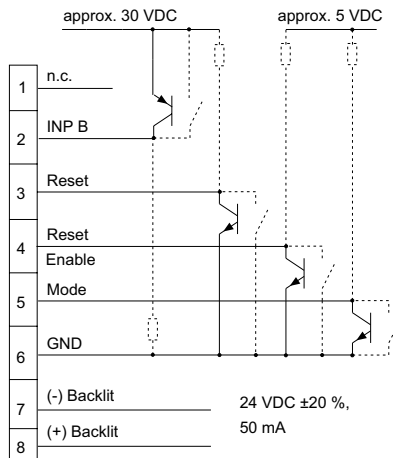 approx. 30 VDC
approx. 5 VDC
1
n.c.
2
INP B
3
Reset
4
Reset
Enable
5
Mode
6
GND
7
(-) Backlit
24 VDC ±20 %,
50 mA
8
(+) Backlit